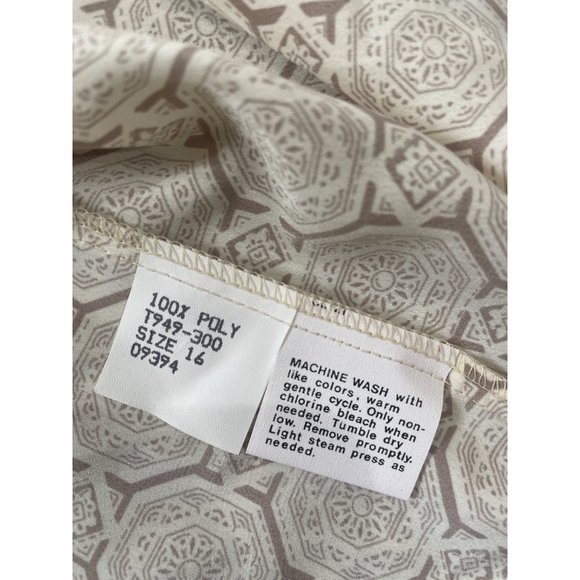 100% POLY
T949-300
SIZE 16
09394
MACHINE WASH with
like colors, warm
gentle cycle. Only non-
chlorine bleach when
needed. Tumble dry
low. Remove promptly.
Light steam press as
needed.